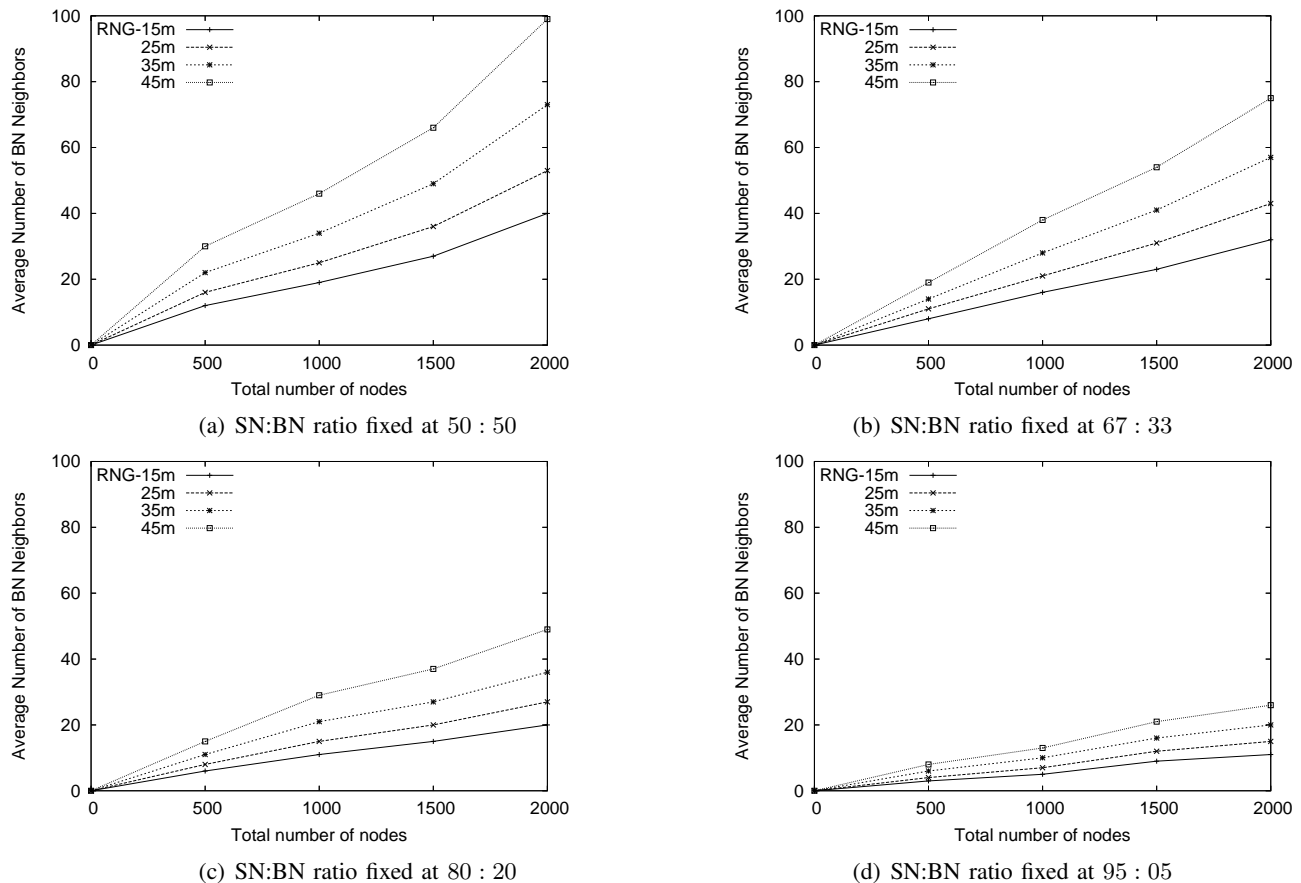 Average Number of BN Neighbors
100
80
60
40
20
0
RNG-15m
25m
35m
45m
0 500 1000 1500 2000
Total number of nodes
(a) SN:BN ratio fixed at 50 : 50
Average Number of BN Neighbors
100
80
60
40
20
0
RNG-15m
25m
35m
45m
0 500 1000 1500 2000
Total number of nodes
(b) SN:BN ratio fixed at 67 : 33
Average Number of BN Neighbors
100
80
60
40
20
0
RNG-15m
25m
35m
45m
0 500 1000 1500 2000
Total number of nodes
(c) SN:BN ratio fixed at 80 : 20
Average Number of BN Neighbors
100
80
60
40
20
0
RNG-15m
25m
35m
45m
0 500 1000 1500 2000
Total number of nodes
(d) SN:BN ratio fixed at 95 : 05